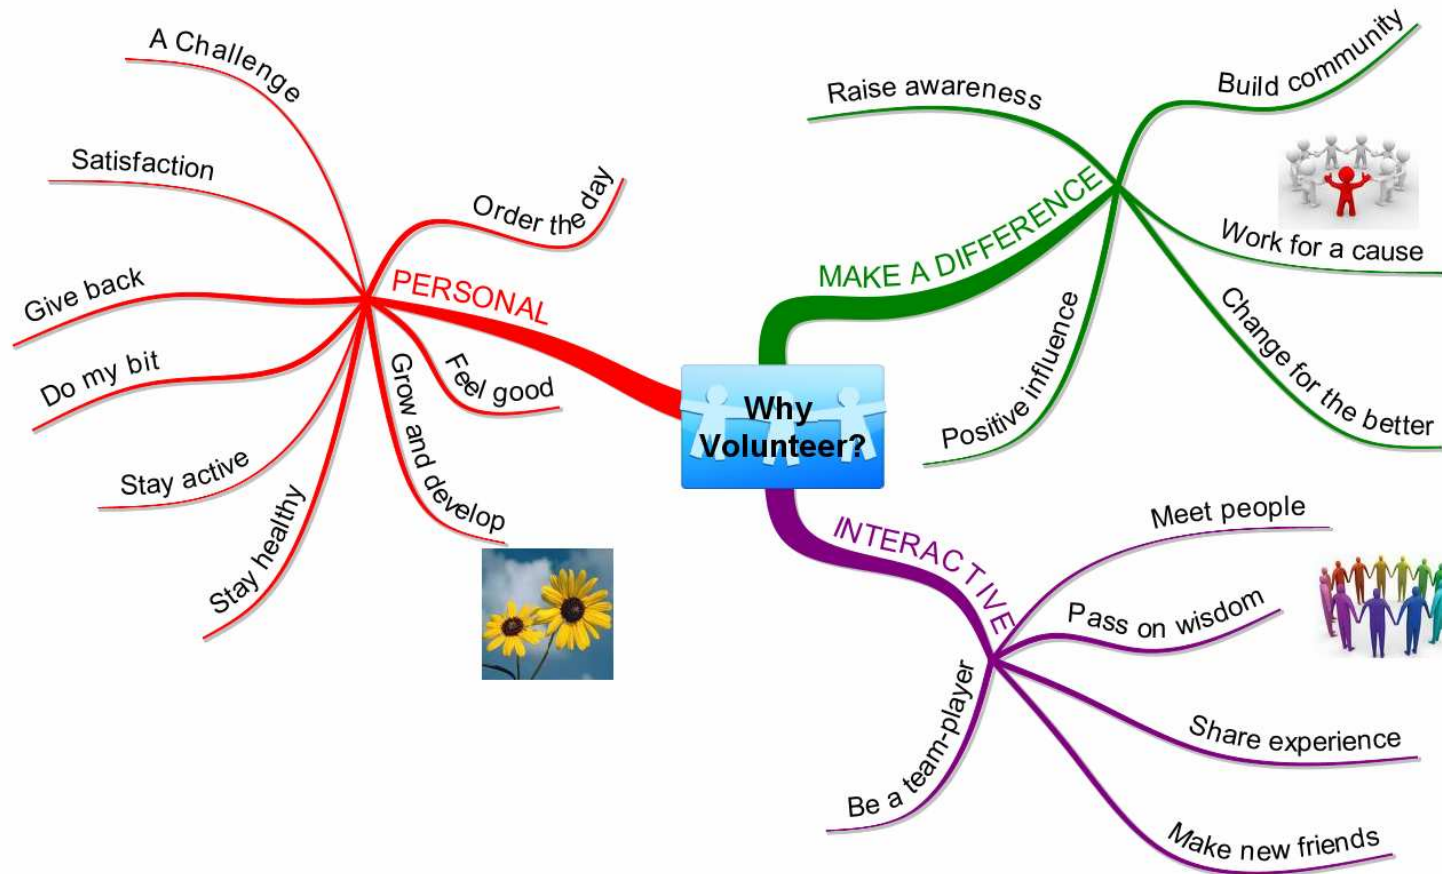 Why
Volunteer?
MAKE A DIFFERENCE
Raise awareness
Build community
Work for a cause
Change for the better
Positive influence
INTERACTIVE
Meet people
Pass on wisdom
Share experience
Make new friends
Be a team-player
PERSONAL
Order the day
A Challenge
Satisfaction
Give back
Do my bit
Stay active
Stay healthy
Grow and develop
Feel good